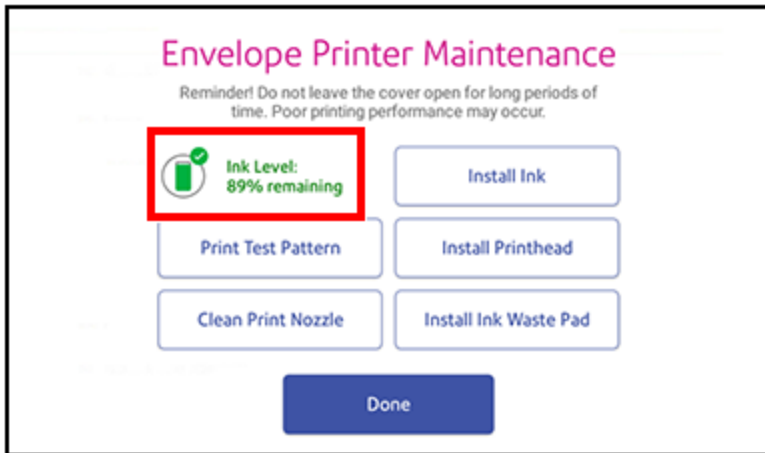 Envelope Printer Maintenance
Reminder! Do not leave the cover open for long periods of
time. Poor printing performance may occur.
Ink Level:
89% remaining
Install Ink
Print Test Pattern
Install Printhead
Clean Print Nozzle
Install Ink Waste Pad
Done